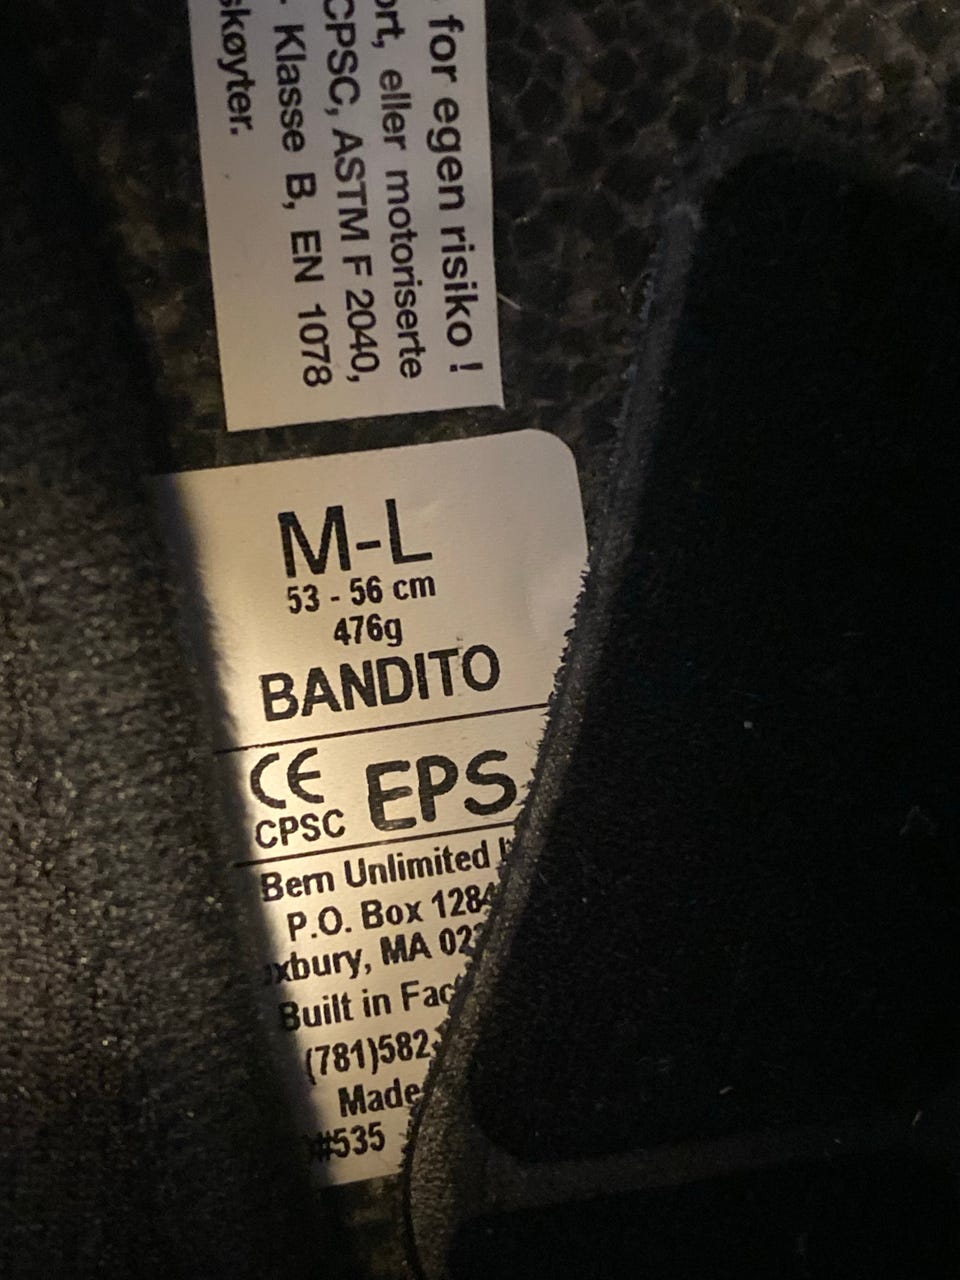 for egen risiko !
ort, eller motoriserte
CPSC, ASTM F 2040,
Klasse B, EN 1078
skøyter.
M-L
53 - 56 cm
476g
BANDITO
CE
CPSC EPS
Bern Unlimited
P.O. Box 1284
xbury, MA 02
Built in Fac
(781)582
Made
#535